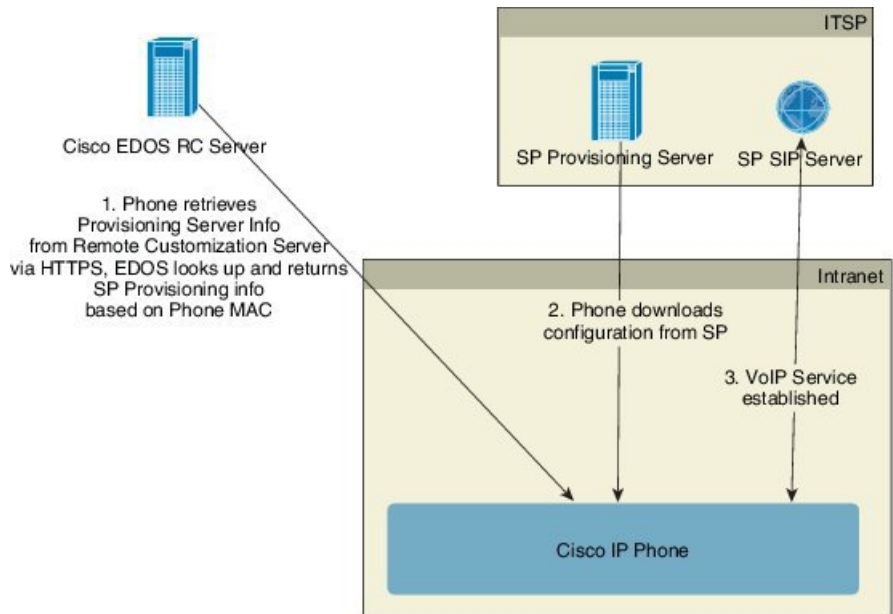 ITSP
Cisco EDOS RC Server
SP Provisioning Server
SP SIP Server
1. Phone retrieves
Provisioning Server Info
from Remote Customization Server
via HTTPS, EDOS looks up and returns
SP Provisioning info
based on Phone MAC
Intranet
2. Phone downloads
configuration from SP
3. VoIP Service
established
Cisco IP Phone